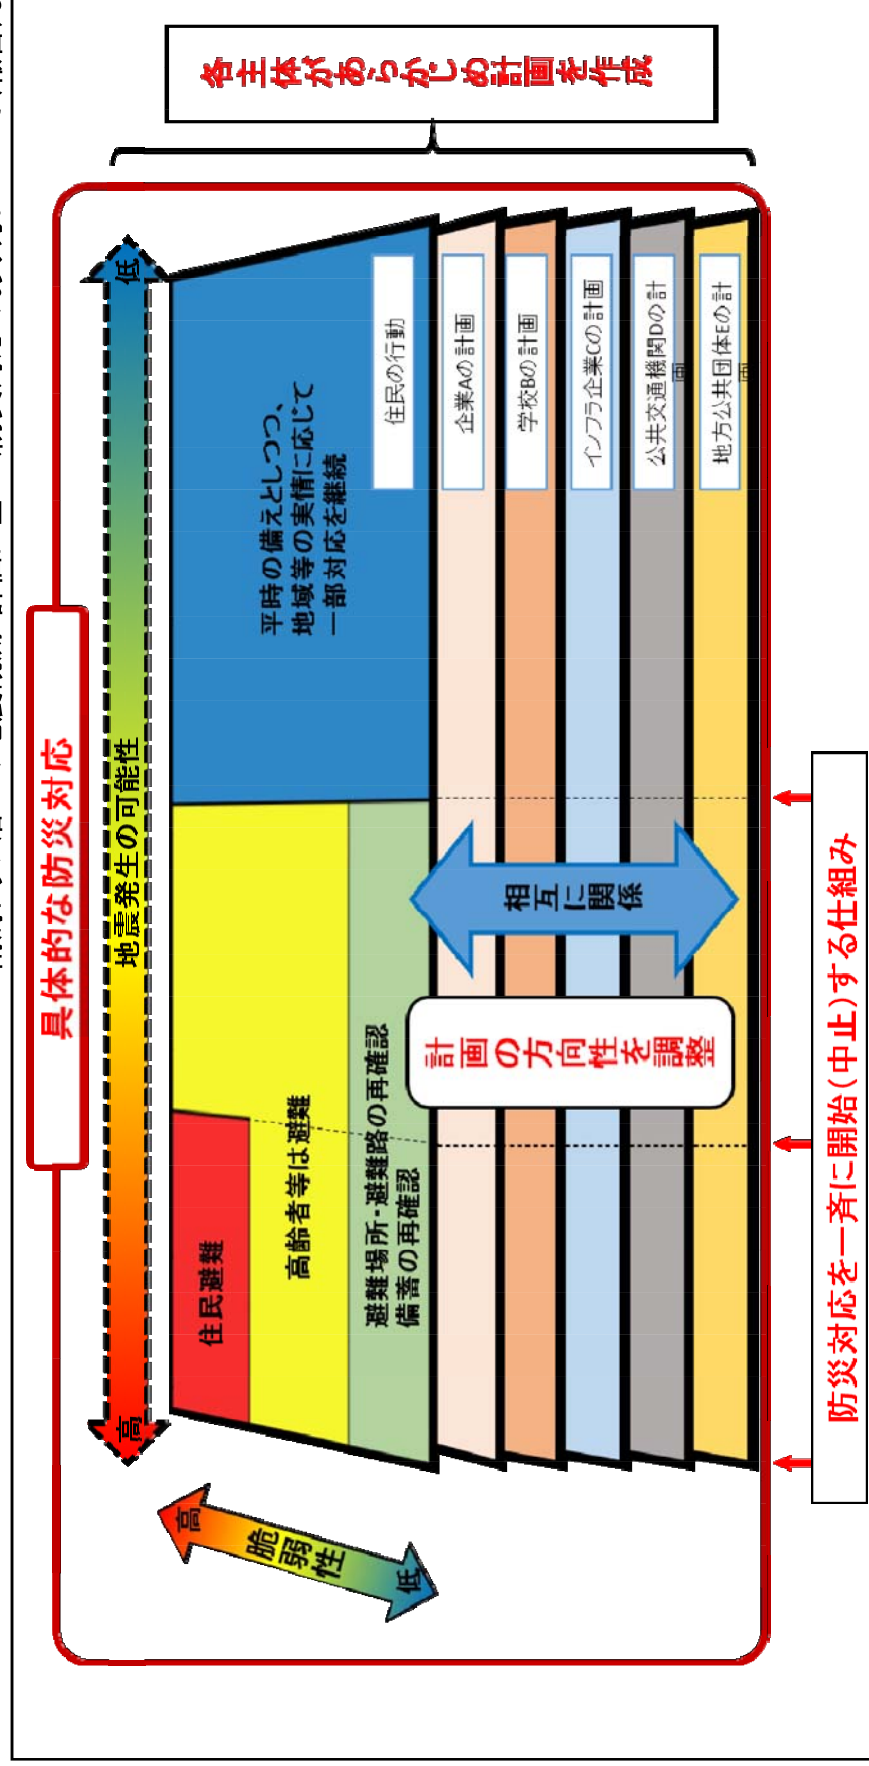 具体的な防災対応
高
地震発生の可能性
低
高
脆弱性
低
住民避難
高齢者等は避難
避難場所・避難路の再確認
備蓄の再確認
平時の備えとしつつ、
地域等の実情に応じて
一部対応を継続
住民の行動
企業Aの計画
学校Bの計画
インフラ企業Cの計画
公共交通機関Dの計
画
地方公共団体Eの計
画
計画の方向性を調整
相互に関係
各主体があらかじめ計画を作成
防災対応を一斉に開始(中止)する仕組み